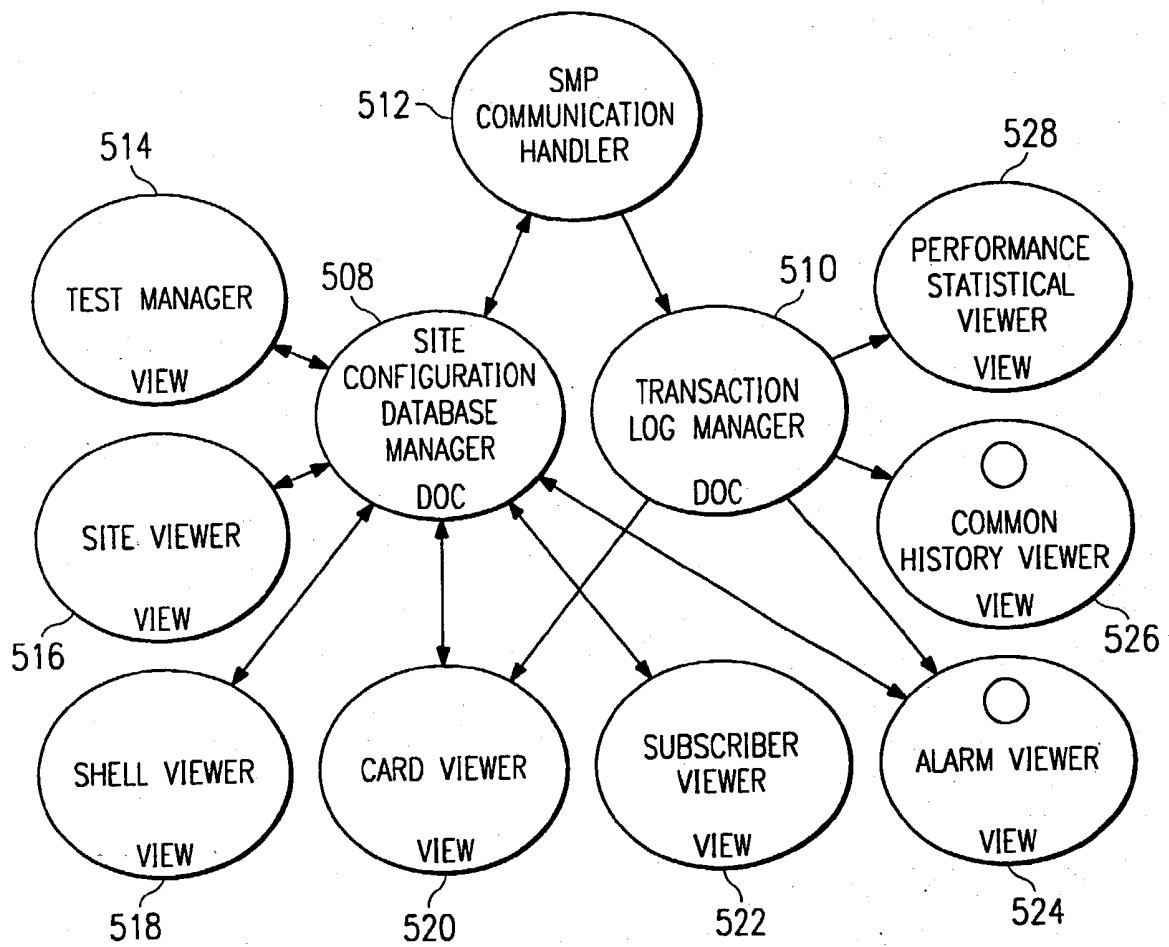 512
SMP
COMMUNICATION
HANDLER
514
TEST MANAGER
VIEW
528
PERFORMANCE
STATISTICAL
VIEWER
VIEW
508
SITE
CONFIGURATION
DATABASE
MANAGER
DOC
510
TRANSACTION
LOG MANAGER
DOC
SITE VIEWER
VIEW
516
COMMON
HISTORY VIEWER
VIEW
526
SHELL VIEWER
VIEW
518
CARD VIEWER
VIEW
520
SUBSCRIBER
VIEWER
VIEW
522
ALARM VIEWER
VIEW
524